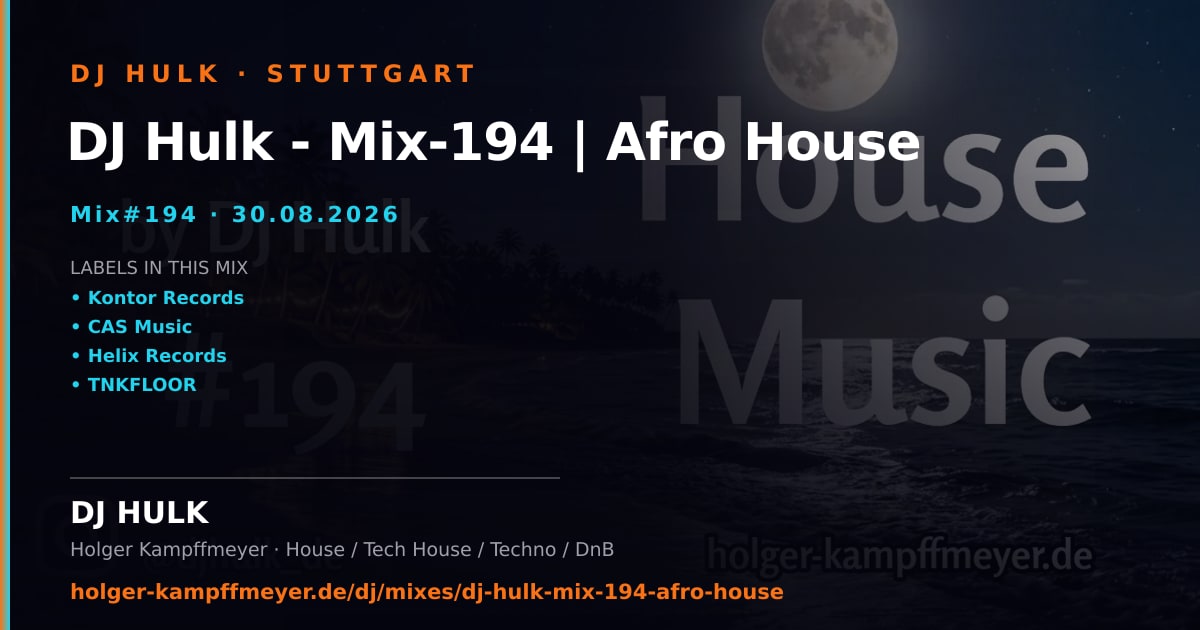 DJ HULK · STUTTGART
DJ Hulk - Mix-194 | Afro House
House
Mix#194 · 30.08.2026
by DJ Hulk
LABELS IN THIS MIX
• Kontor Records
• CAS Music
• Helix Records
• TNKFLOOR
Music
#194
DJ HULK
Holger Kampffmeyer · House / Tech House / Techno / DnB
holger-kampffmeyer.de
holger-kampffmeyer.de/dj/mixes/dj-hulk-mix-194-afro-house